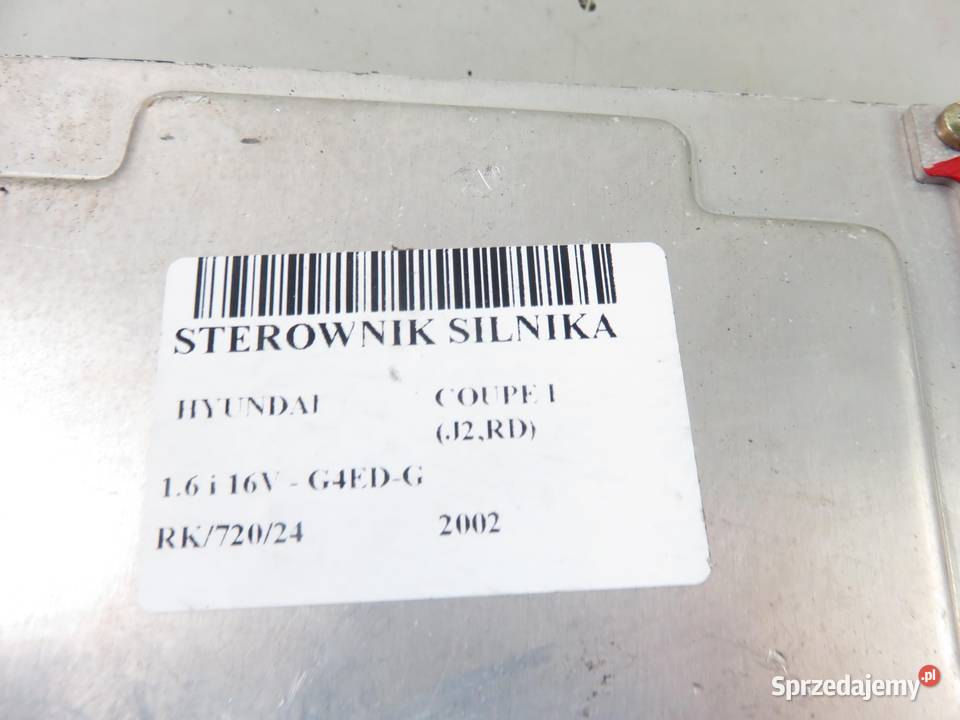 STEROWNIK SILNIKA
HYUNDAI COUPE I
(J2,RD)
1.6 i 16V - G4ED-G
RK/720/24 2002
Sprzedajemy.pl